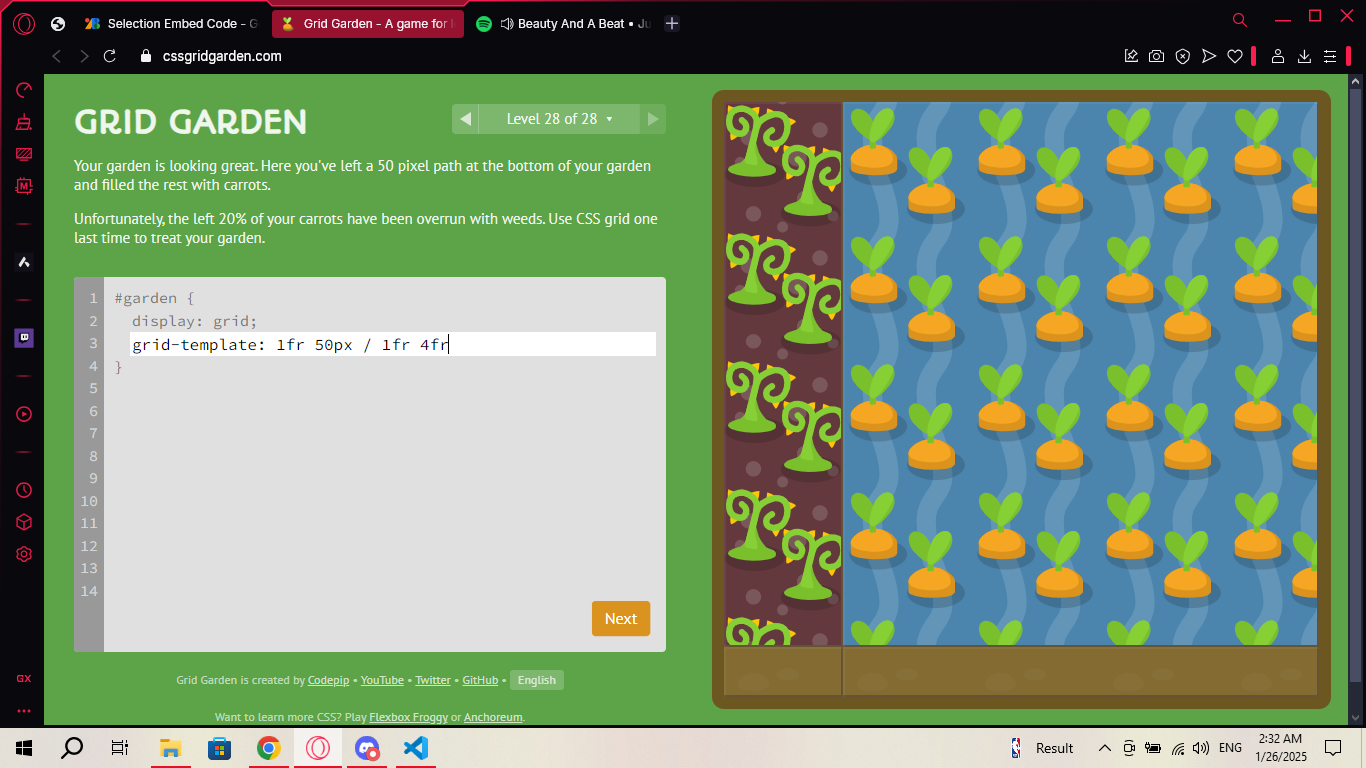 Selection Embed Code - G
Grid Garden - A game for l
Beauty And A Beat • Ju
cssgridgarden.com
GRID GARDEN
Level 28 of 28
Your garden is looking great. Here you've left a 50 pixel path at the bottom of your garden
and filled the rest with carrots.
Unfortunately, the left 20% of your carrots have been overrun with weeds. Use CSS grid one
last time to treat your garden.
1 #garden {
2 display: grid;
3 grid-template: 1fr 50px / 1fr 4fr
4 }
5
6
7
8
9
10
11
12
13
14
Next
Grid Garden is created by Codepip • YouTube • Twitter • GitHub • English
Want to learn more CSS? Play Flexbox Froggy or Anchoreum.
M
GX
Result
ENG
2:32 AM
1/26/2025